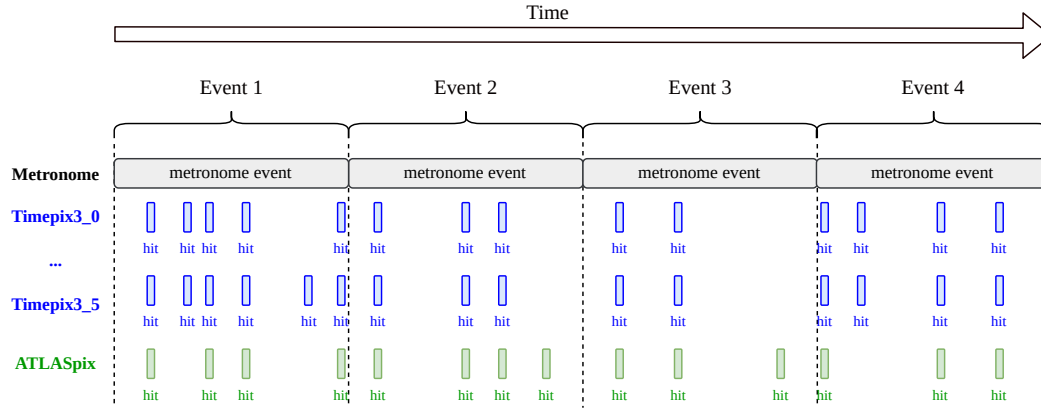 Time
Event 1 Event 2 Event 3 Event 4
Metronome metronome event metronome event metronome event metronome event
Timepix3_0
hit hit hit hit hit hit hit hit hit hit hit hit hit hit
...
Timepix3_5
hit hit hit hit hit hit hit hit hit hit hit hit hit hit hit
ATLASpix
hit hit hit hit hit hit hit hit hit hit hit hit hit hit